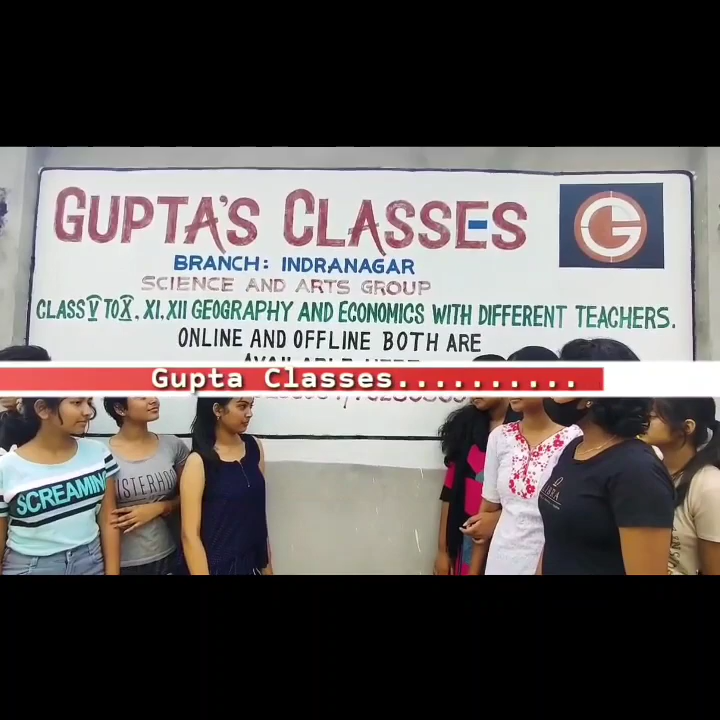 GUPTA'S CLASSES
G
BRANCH: INDRANAGAR
SCIENCE AND ARTS GROUP
CLASS V TO X, XI, XII GEOGRAPHY AND ECONOMICS WITH DIFFERENT TEACHERS.
ONLINE AND OFFLINE BOTH ARE
Gupta Classes..........
SCREAMIN
ISTERHOO